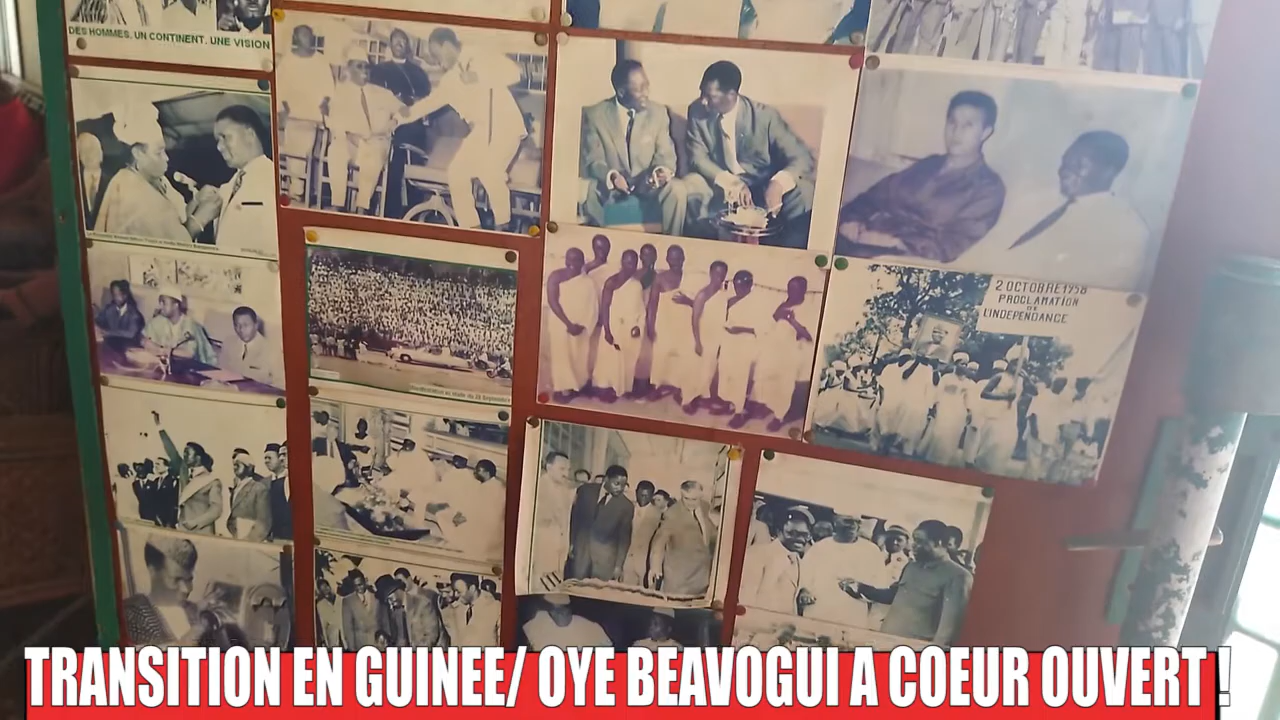 DES HOMMES. UN CONTINENT. UNE VISION
2 OCTOBRE 1958
PROCLAMATION
DE
L'INDEPENDANCE
TRANSITION EN GUINEE/ OYE BEAVOGUI A COEUR OUVERT !